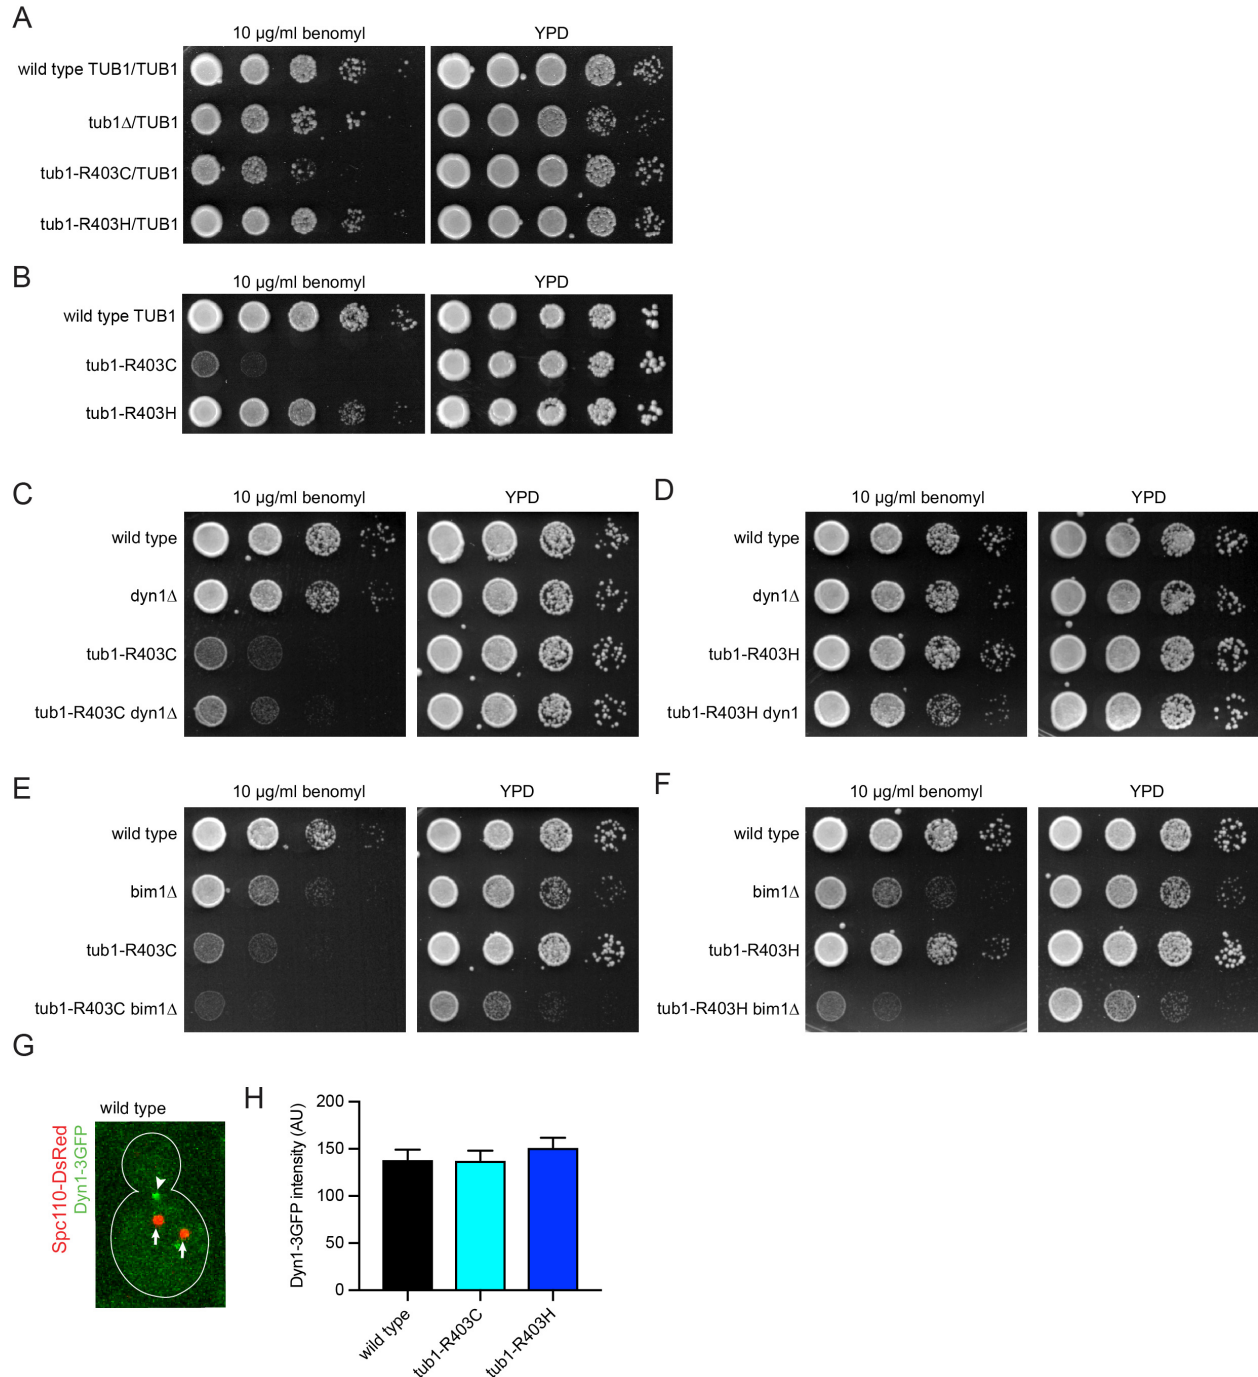 A
10 µg/ml benomyl YPD
wild type TUB1/TUB1
tub1Δ/TUB1
tub1-R403C/TUB1
tub1-R403H/TUB1
B
10 µg/ml benomyl YPD
wild type TUB1
tub1-R403C
tub1-R403H
C
10 µg/ml benomyl YPD
wild type
dyn1Δ
tub1-R403C
tub1-R403C dyn1Δ
D
10 µg/ml benomyl YPD
wild type
dyn1Δ
tub1-R403H
tub1-R403H dyn1
E
10 µg/ml benomyl YPD
wild type
bim1Δ
tub1-R403C
tub1-R403C bim1Δ
F
10 µg/ml benomyl YPD
wild type
bim1Δ
tub1-R403H
tub1-R403H bim1Δ
G
wild type
Spc110-DsRed
Dyn1-3GFP
H
Dyn1-3GFP intensity (AU)
200
150
100
50
0
wild type
tub1-R403C
tub1-R403H